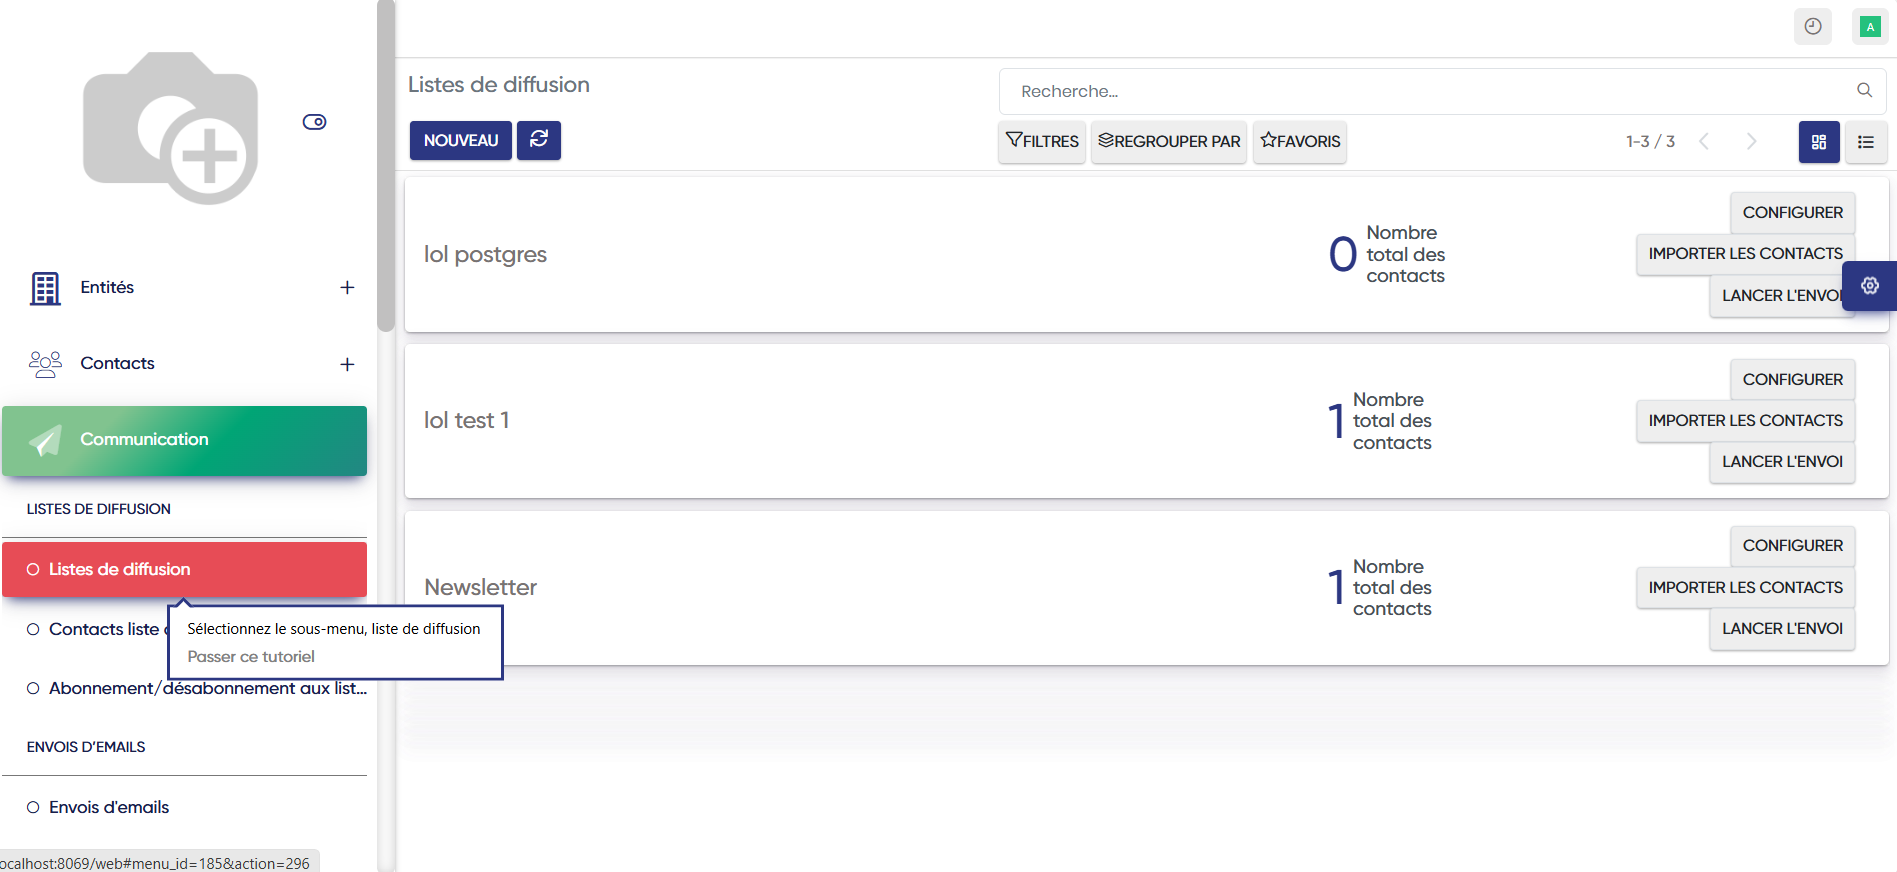 A
Listes de diffusion
Recherche...
NOUVEAU
FILTRES
REGROUPER PAR
FAVORIS
1-3 / 3
Entités
Contacts
Communication
LISTES DE DIFFUSION
Listes de diffusion
Contacts liste
Abonnement/désabonnement aux list...
ENVOIS D'EMAILS
Envois d'emails
Sélectionnez le sous-menu, liste de diffusion
Passer ce tutoriel
lol postgres
0
Nombre
total des
contacts
CONFIGURER
IMPORTER LES CONTACTS
LANCER L'ENVOI
lol test 1
1
Nombre
total des
contacts
CONFIGURER
IMPORTER LES CONTACTS
LANCER L'ENVOI
Newsletter
1
Nombre
total des
contacts
CONFIGURER
IMPORTER LES CONTACTS
LANCER L'ENVOI
ocalhost:8069/web#menu_id=185&action=296